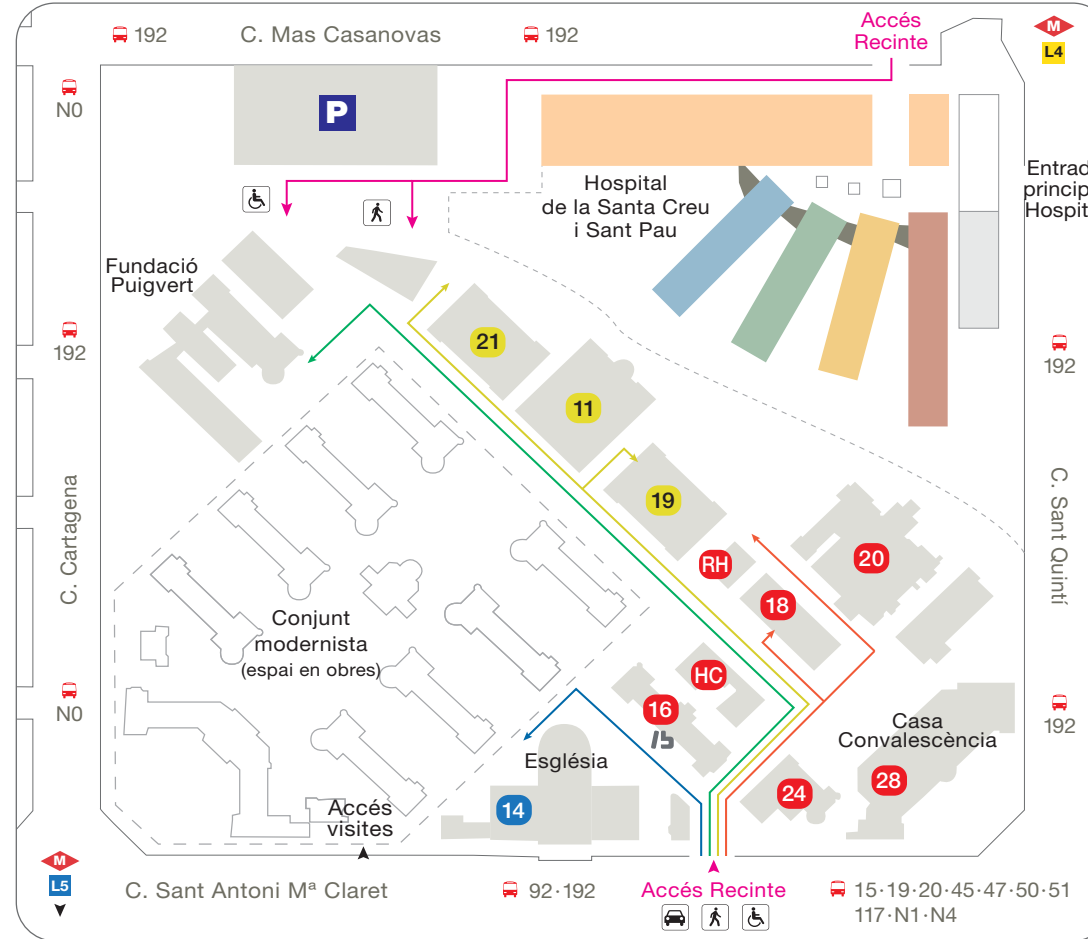 192
C. Mas Casanovas
192
Accés
Recinte
M
L4
N0
P
Hospital
de la Santa Creu
i Sant Pau
Entrad
princip
Hospit
Fundació
Puigvert
192
21
192
11
19
C. Cartagena
C. Sant Quintí
RH
20
18
Conjunt
modernista
(espai en obres)
HC
16
N0
192
Casa
Convalescència
Església
28
24
14
Accés
visites
M
L5
C. Sant Antoni Mª Claret
92·192
Accés Recinte
15·19·20·45·47·50·51
117·N1·N4